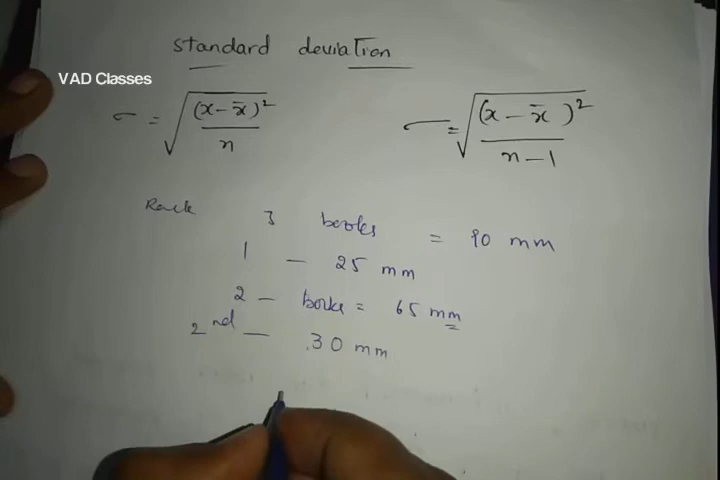 standard deviation
VAD Classes
σ = √(x - x̄)² / n
σ = √(x - x̄)² / n - 1
Rack 3 books = 90 mm
1 — 25 mm
2 — books = 65 mm
2nd — 30 mm